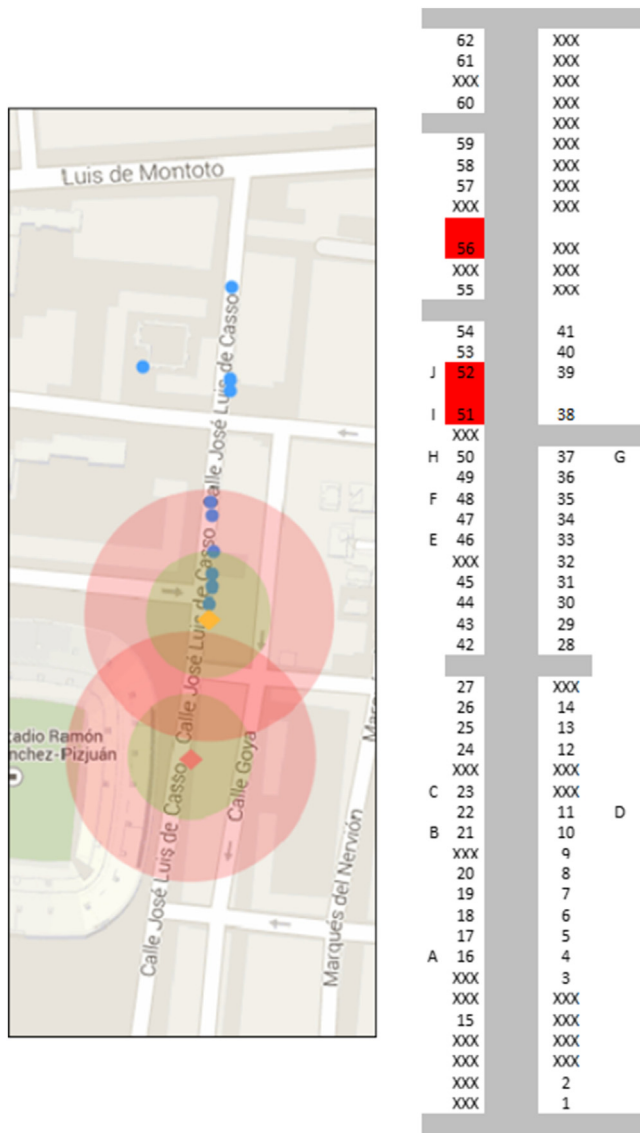 Luis de Montoto
Calle José Luis de Casso
alle José Luis de Casso
Calle José Luis de Casso
Calle José Luis de Casso
tadio Ramón
nchez-Pizjuán
Calle Goya
Marqués del Nervión
62 XXX
61 XXX
XXX XXX
60 XXX
XXX
59 XXX
58 XXX
57 XXX
XXX XXX
56 XXX
XXX XXX
55 XXX
54 41
53 40
J 52 39
I 51 38
XXX
H 50 37 G
49 36
F 48 35
47 34
E 46 33
XXX 32
45 31
44 30
43 29
42 28
27 XXX
26 14
25 13
24 12
XXX XXX
C 23 XXX
22 11 D
B 21 10
XXX 9
20 8
19 7
18 6
17 5
A 16 4
XXX 3
XXX XXX
15 XXX
XXX XXX
XXX XXX
XXX 2
XXX 1